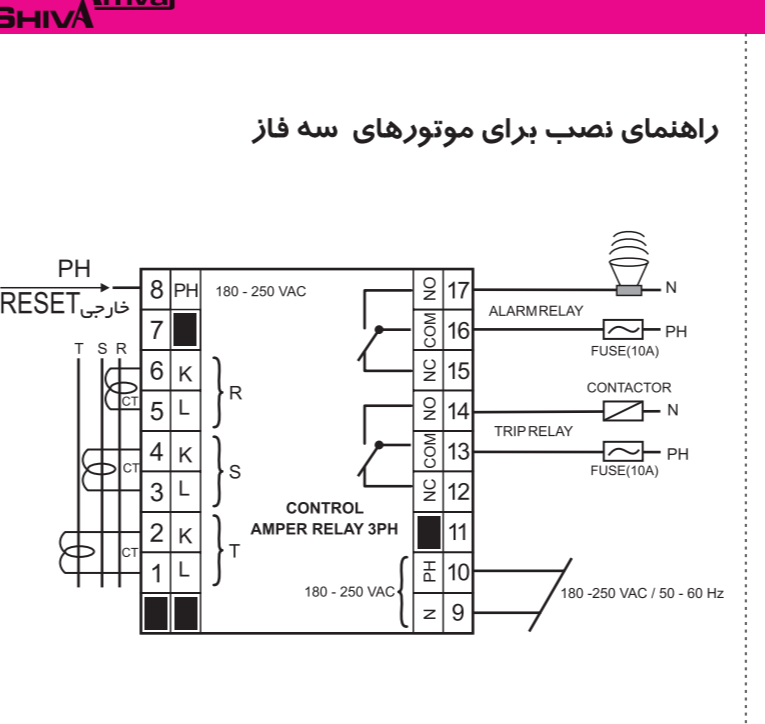 SHIVA Amvaj
راهنمای نصب برای موتورهای سه فاز
PH
RESET خارجی
T S R
CT
CT
CT
8 PH 180 - 250 VAC
7
6 K
5 L
R
4 K
3 L
S
2 K
1 L
T
CONTROL
AMPER RELAY 3PH
180 - 250 VAC
NO 17
COM 16
NC 15
NO 14
COM 13
NC 12
11
PH 10
N 9
N
ALARM RELAY
PH
FUSE(10A)
CONTACTOR
N
TRIP RELAY
PH
FUSE(10A)
180 -250 VAC / 50 - 60 Hz